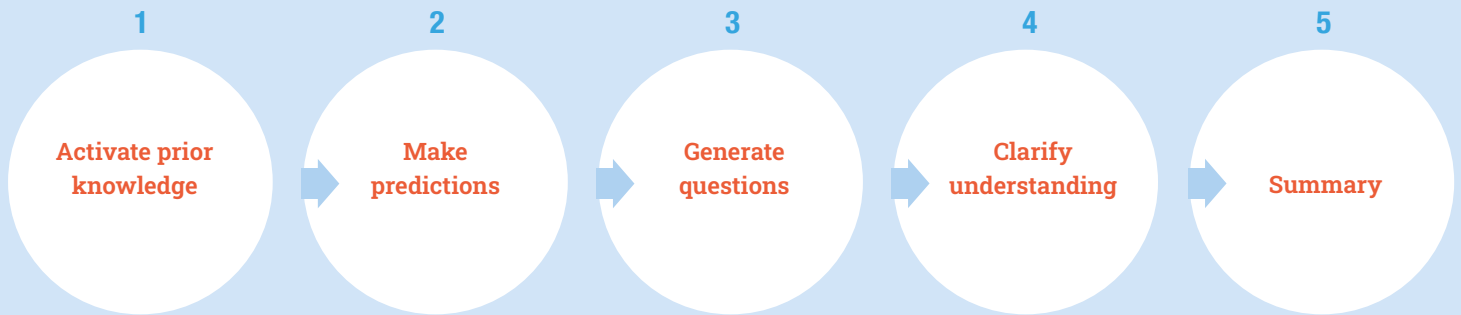 1
2
3
4
5
Activate prior
knowledge
Make
predictions
Generate
questions
Clarify
understanding
Summary